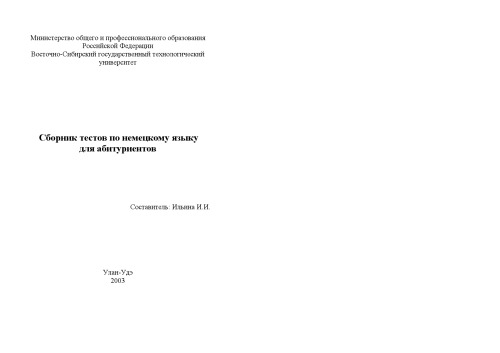 Министерство общего и профессионального образования
Российской Федерации
Восточно-Сибирский государственный технологический
университет
Сборник тестов по немецкому языку
для абитуриентов
Составитель: Ильина И.И.
Улан-Удэ
2003